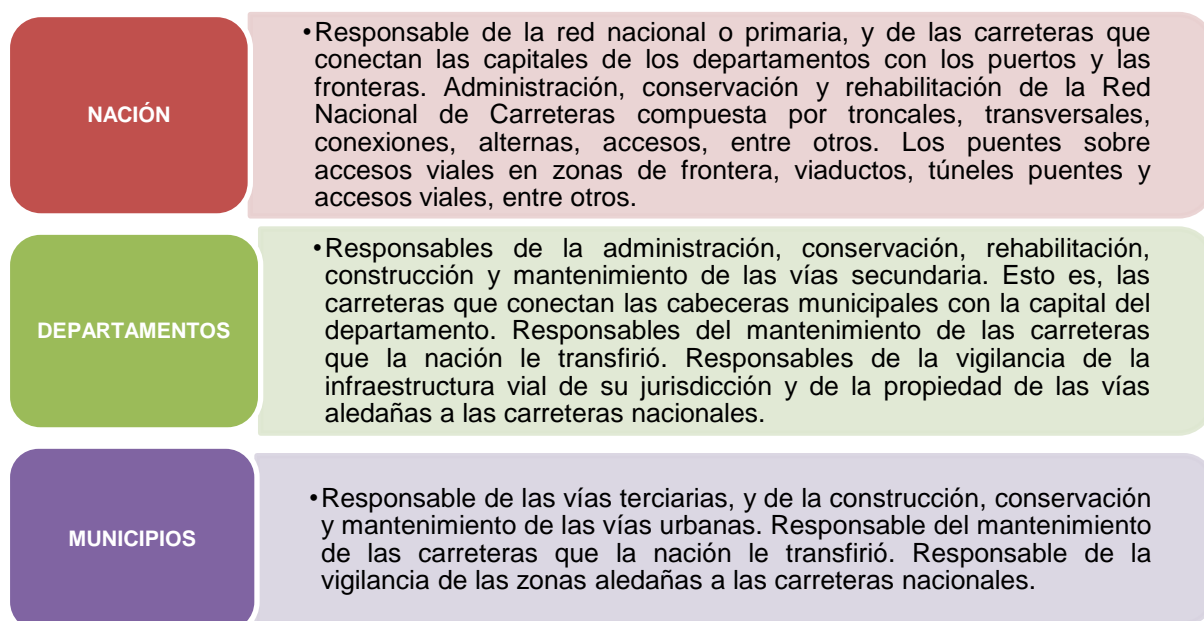 NACIÓN
•Responsable de la red nacional o primaria, y de las carreteras que
conectan las capitales de los departamentos con los puertos y las
fronteras. Administración, conservación y rehabilitación de la Red
Nacional de Carreteras compuesta por troncales, transversales,
conexiones, alternas, accesos, entre otros. Los puentes sobre
accesos viales en zonas de frontera, viaductos, túneles puentes y
accesos viales, entre otros.
DEPARTAMENTOS
•Responsables de la administración, conservación, rehabilitación,
construcción y mantenimiento de las vías secundaria. Esto es, las
carreteras que conectan las cabeceras municipales con la capital del
departamento. Responsables del mantenimiento de las carreteras
que la nación le transfirió. Responsables de la vigilancia de la
infraestructura vial de su jurisdicción y de la propiedad de las vías
aledañas a las carreteras nacionales.
MUNICIPIOS
•Responsable de las vías terciarias, y de la construcción, conservación
y mantenimiento de las vías urbanas. Responsable del mantenimiento
de las carreteras que la nación le transfirió. Responsable de la
vigilancia de las zonas aledañas a las carreteras nacionales.